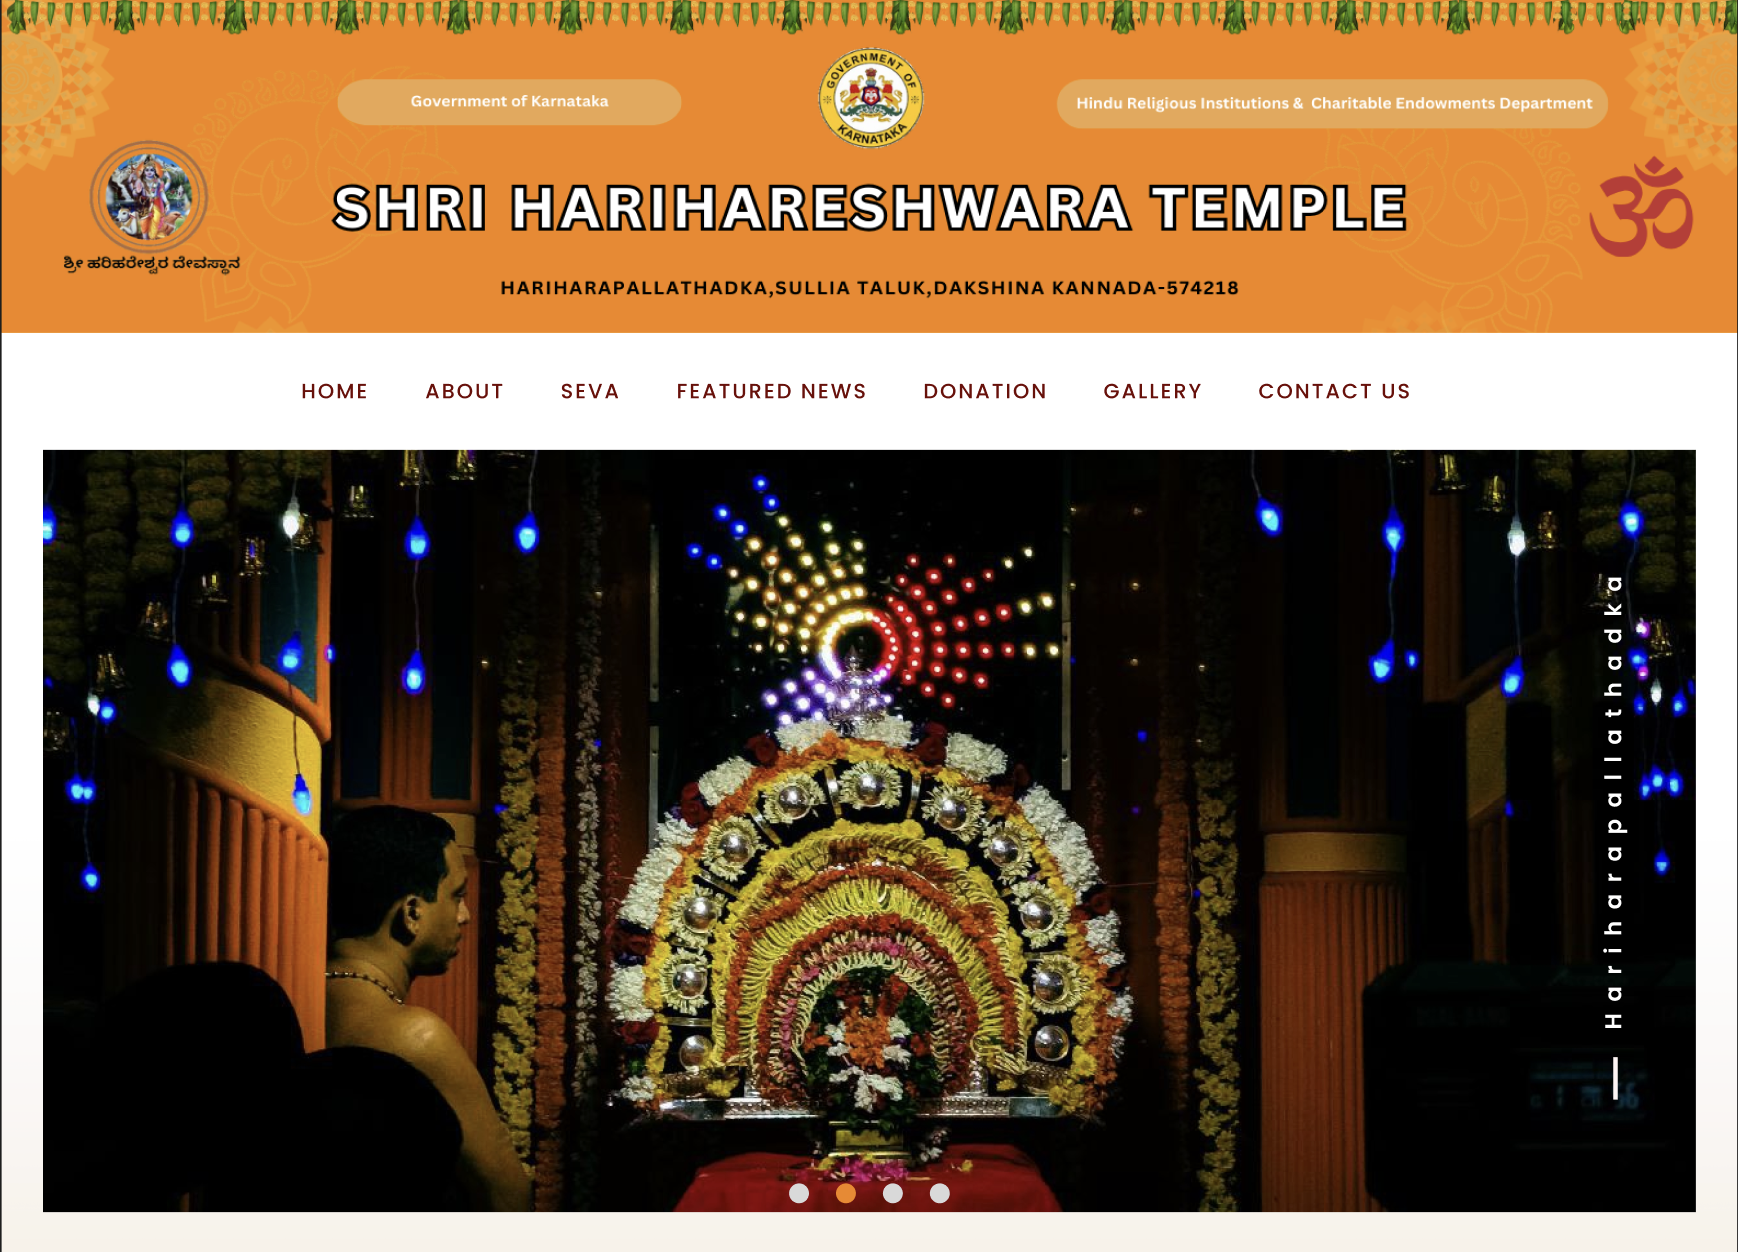 Government of Karnataka
GOVERNMENT OF
KARNATAKA
Hindu Religious Institutions & Charitable Endowments Department
ಶ್ರೀ ಹರಿಹರೇಶ್ವರ ದೇವಸ್ಥಾನ
SHRI HARIHARESHWARA TEMPLE
ॐ
HARIHARAPALLATHADKA,SULLIA TALUK,DAKSHINA KANNADA-574218
HOME ABOUT SEVA FEATURED NEWS DONATION GALLERY CONTACT US
Hariharapallathadka